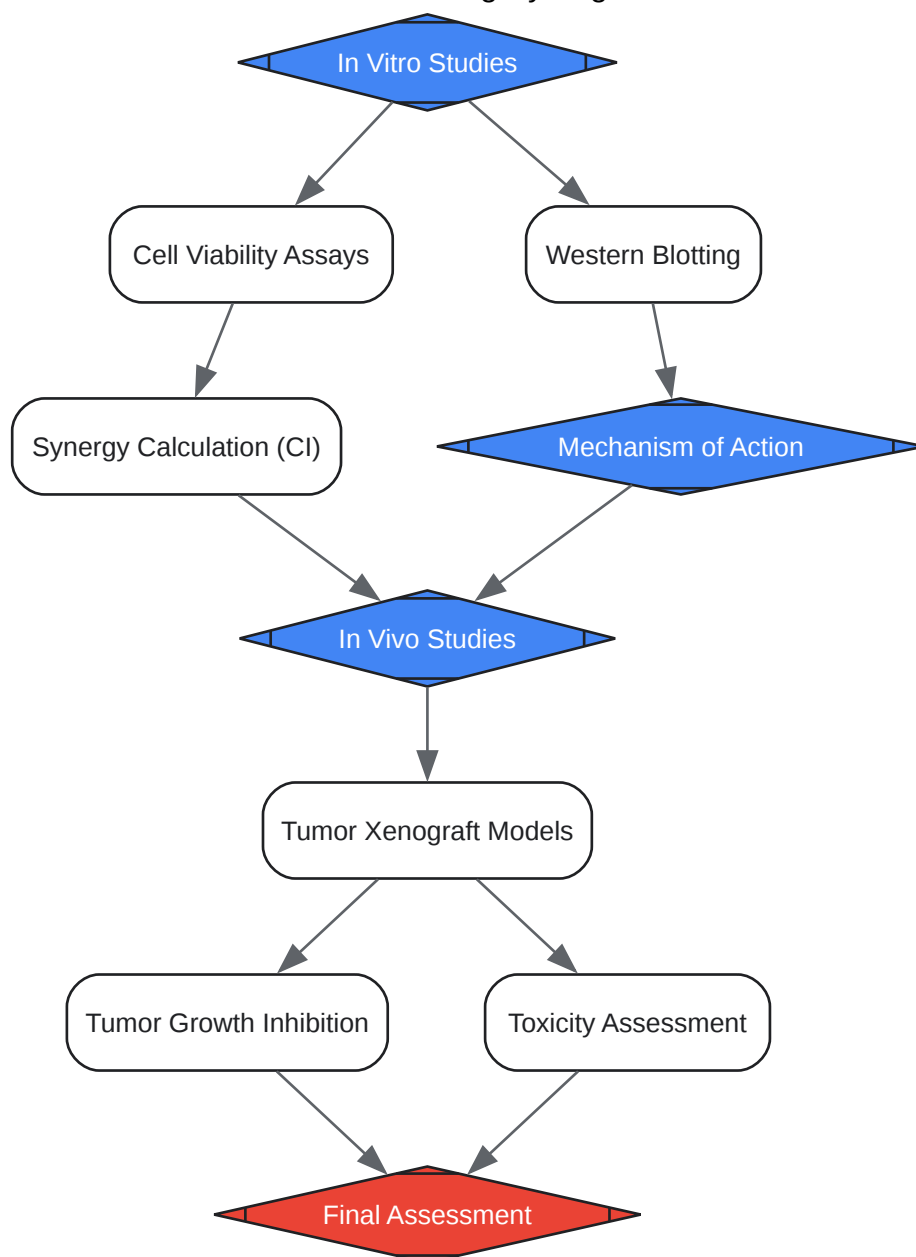 In Vitro Studies
Cell Viability Assays
Western Blotting
Synergy Calculation (CI)
Mechanism of Action
In Vivo Studies
Tumor Xenograft Models
Tumor Growth Inhibition
Toxicity Assessment
Final Assessment